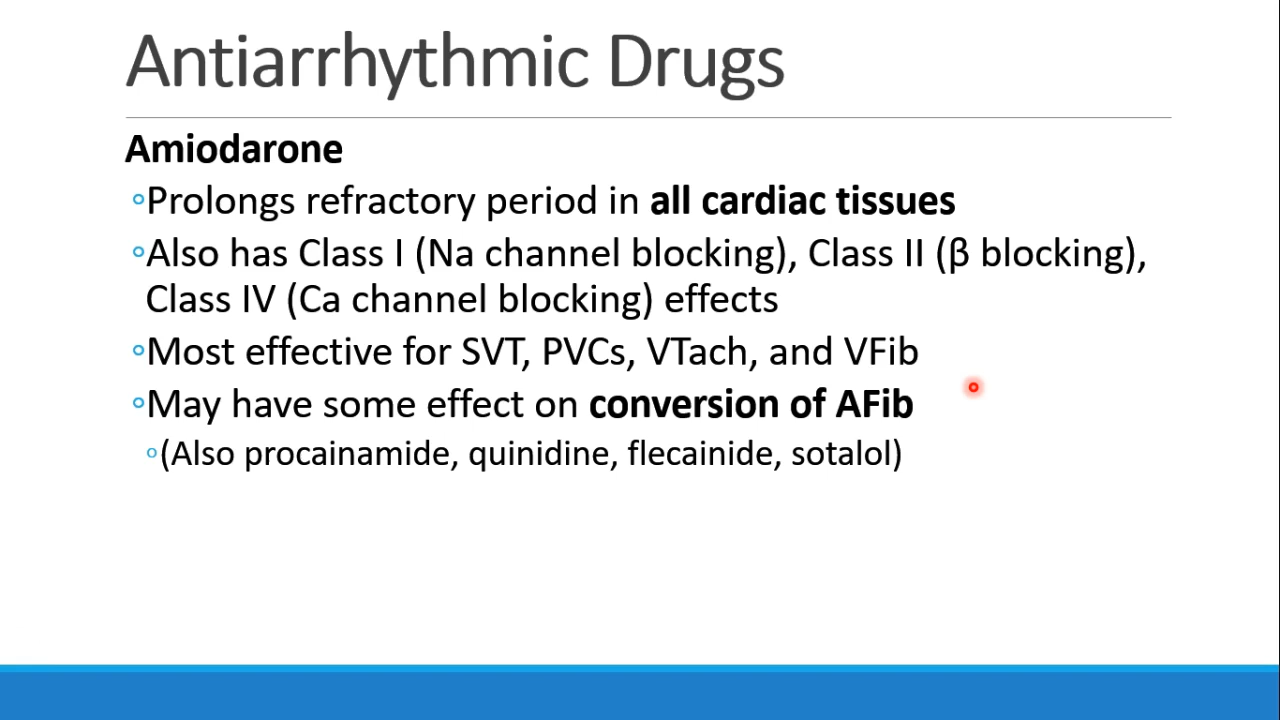 Antiarrhythmic Drugs
Amiodarone
◦Prolongs refractory period in all cardiac tissues
◦Also has Class I (Na channel blocking), Class II (β blocking),
Class IV (Ca channel blocking) effects
◦Most effective for SVT, PVCs, VTach, and VFib
◦May have some effect on conversion of AFib
◦(Also procainamide, quinidine, flecainide, sotalol)